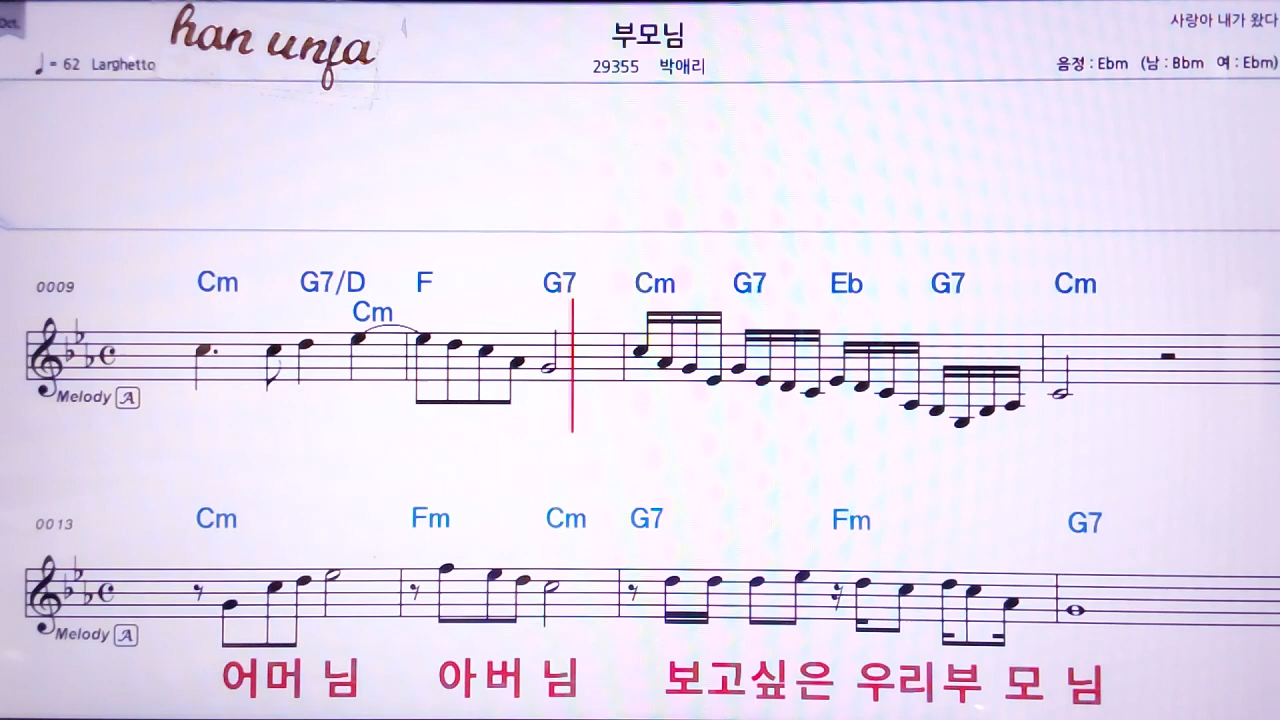 Oct.
han unfa
부모님
사랑아 내가 왔다
♩ = 62 Larghetto
29355 박애리
음정 : Ebm (남 : Bbm 여 : Ebm)
0009
Cm G7/D F G7 Cm G7 Eb G7 Cm
Cm
Melody A
0013
Cm Fm Cm G7 Fm G7
Melody A
어머 님 아버 님 보고싶은 우리부 모 님